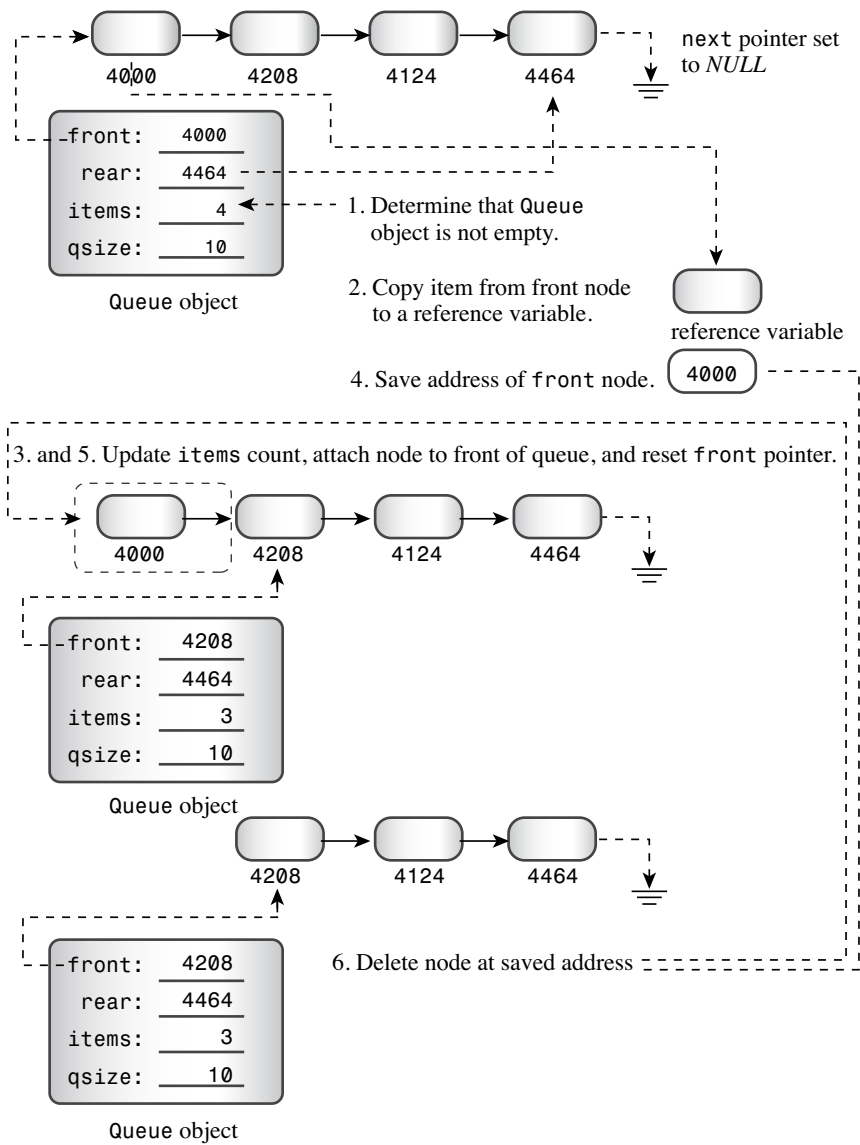 next pointer set
to NULL
4000 4208 4124 4464
front: 4000
rear: 4464
items: 4
qsize: 10
Queue object
1. Determine that Queue
object is not empty.
2. Copy item from front node
to a reference variable.
reference variable
4. Save address of front node.
4000
3. and 5. Update items count, attach node to front of queue, and reset front pointer.
4000 4208 4124 4464
front: 4208
rear: 4464
items: 3
qsize: 10
Queue object
4208 4124 4464
front: 4208
rear: 4464
items: 3
qsize: 10
Queue object
6. Delete node at saved address